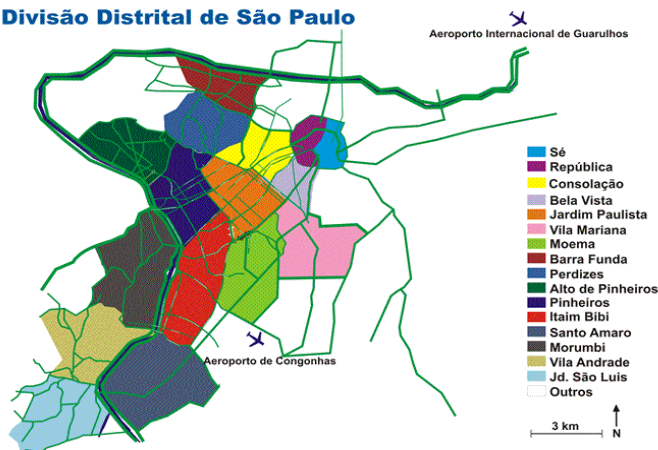 Divisão Distrital de São Paulo
Aeroporto Internacional de Guarulhos
Sé
República
Consolação
Bela Vista
Jardim Paulista
Vila Mariana
Moema
Barra Funda
Perdizes
Alto de Pinheiros
Pinheiros
Itaim Bibi
Santo Amaro
Morumbi
Vila Andrade
Jd. São Luis
Outros
Aeroporto de Congonhas
3 km
N